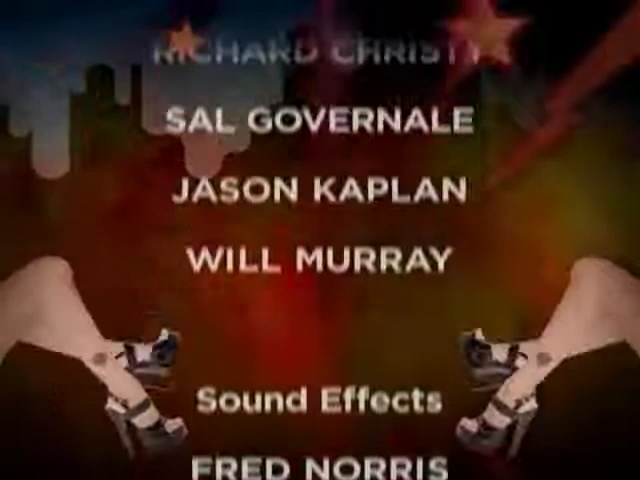 RICHARD CHRISTY
SAL GOVERNALE
JASON KAPLAN
WILL MURRAY
Sound Effects
FRED NORRIS